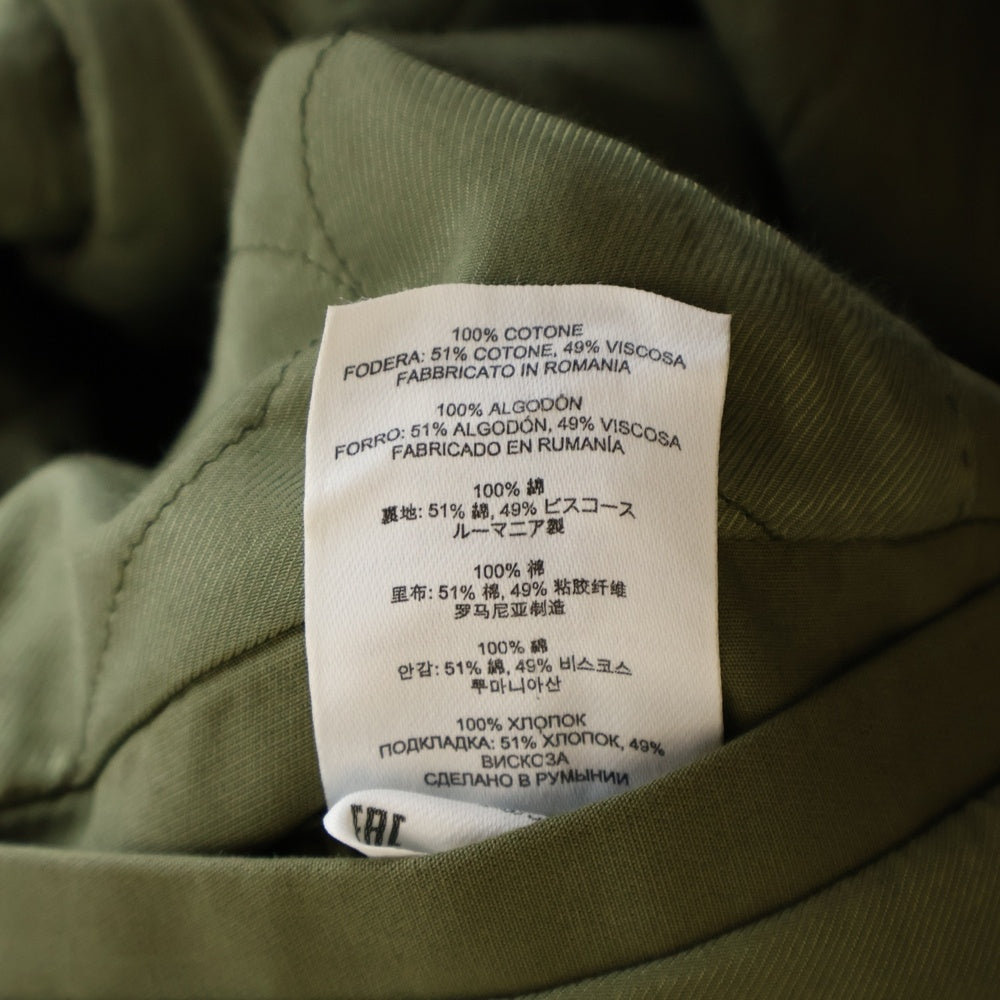 100% COTONE
FODERA: 51% COTONE, 49% VISCOSA
FABBRICATO IN ROMANIA
100% ALGODÓN
FORRO: 51% ALGODÓN, 49% VISCOSA
FABRICADO EN RUMANÍA
100% 綿
裏地: 51% 綿, 49% ビスコース
ルーマニア製
100% 棉
里布: 51% 棉, 49% 粘胶纤维
罗马尼亚制造
100% 綿
안감: 51% 綿, 49% 비스코스
루마니아산
100% ХЛОПОК
ПОДКЛАДКА: 51% ХЛОПОК, 49%
ВИСКОЗА
СДЕЛАНО В РУМЫНИИ
EAC